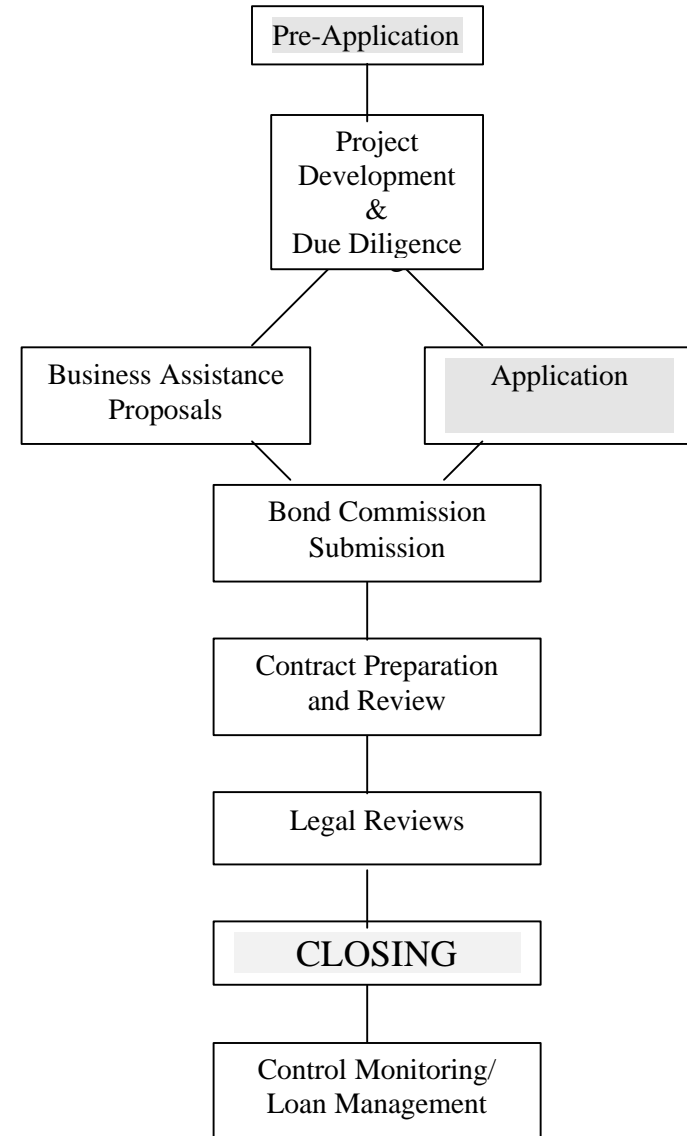 Pre-Application
Project
Development
&
Due Diligence
Business Assistance
Proposals
Application
Bond Commission
Submission
Contract Preparation
and Review
Legal Reviews
CLOSING
Control Monitoring/
Loan Management